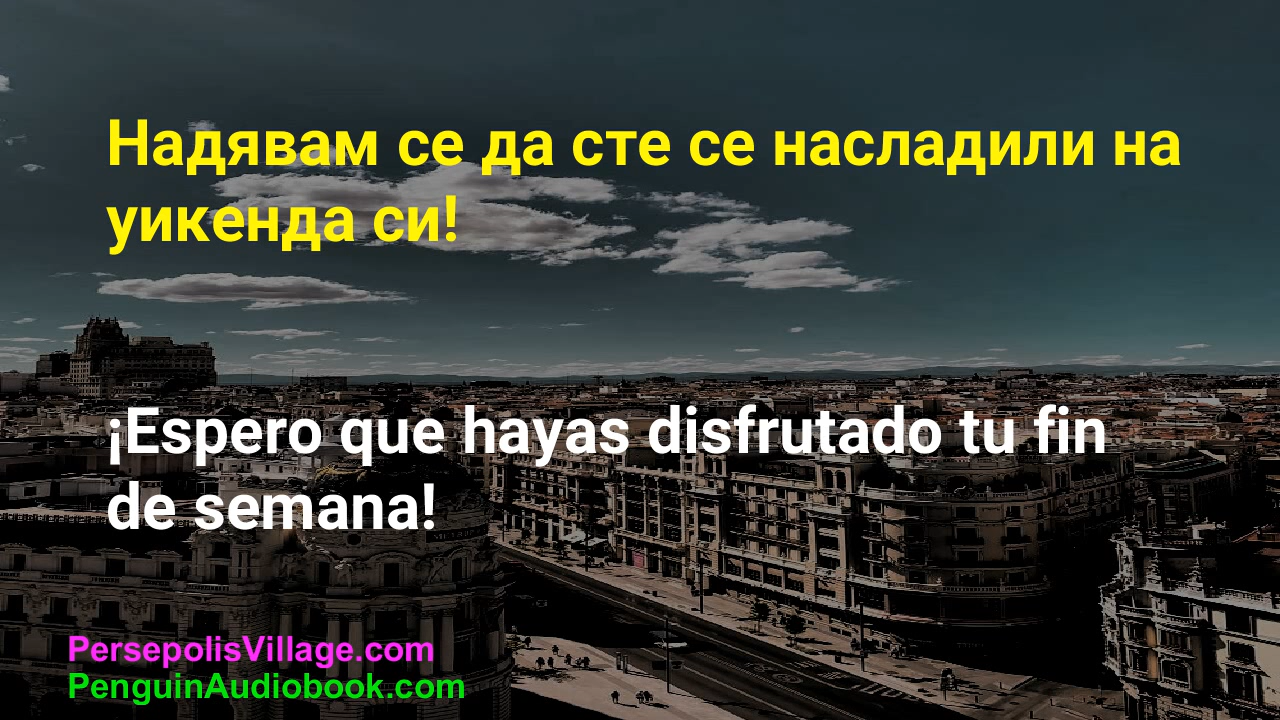 Надявам се да сте се насладили на
уикенда си!
¡Espero que hayas disfrutado tu fin
de semana!
PersepolisVillage.com
PenguinAudiobook.com